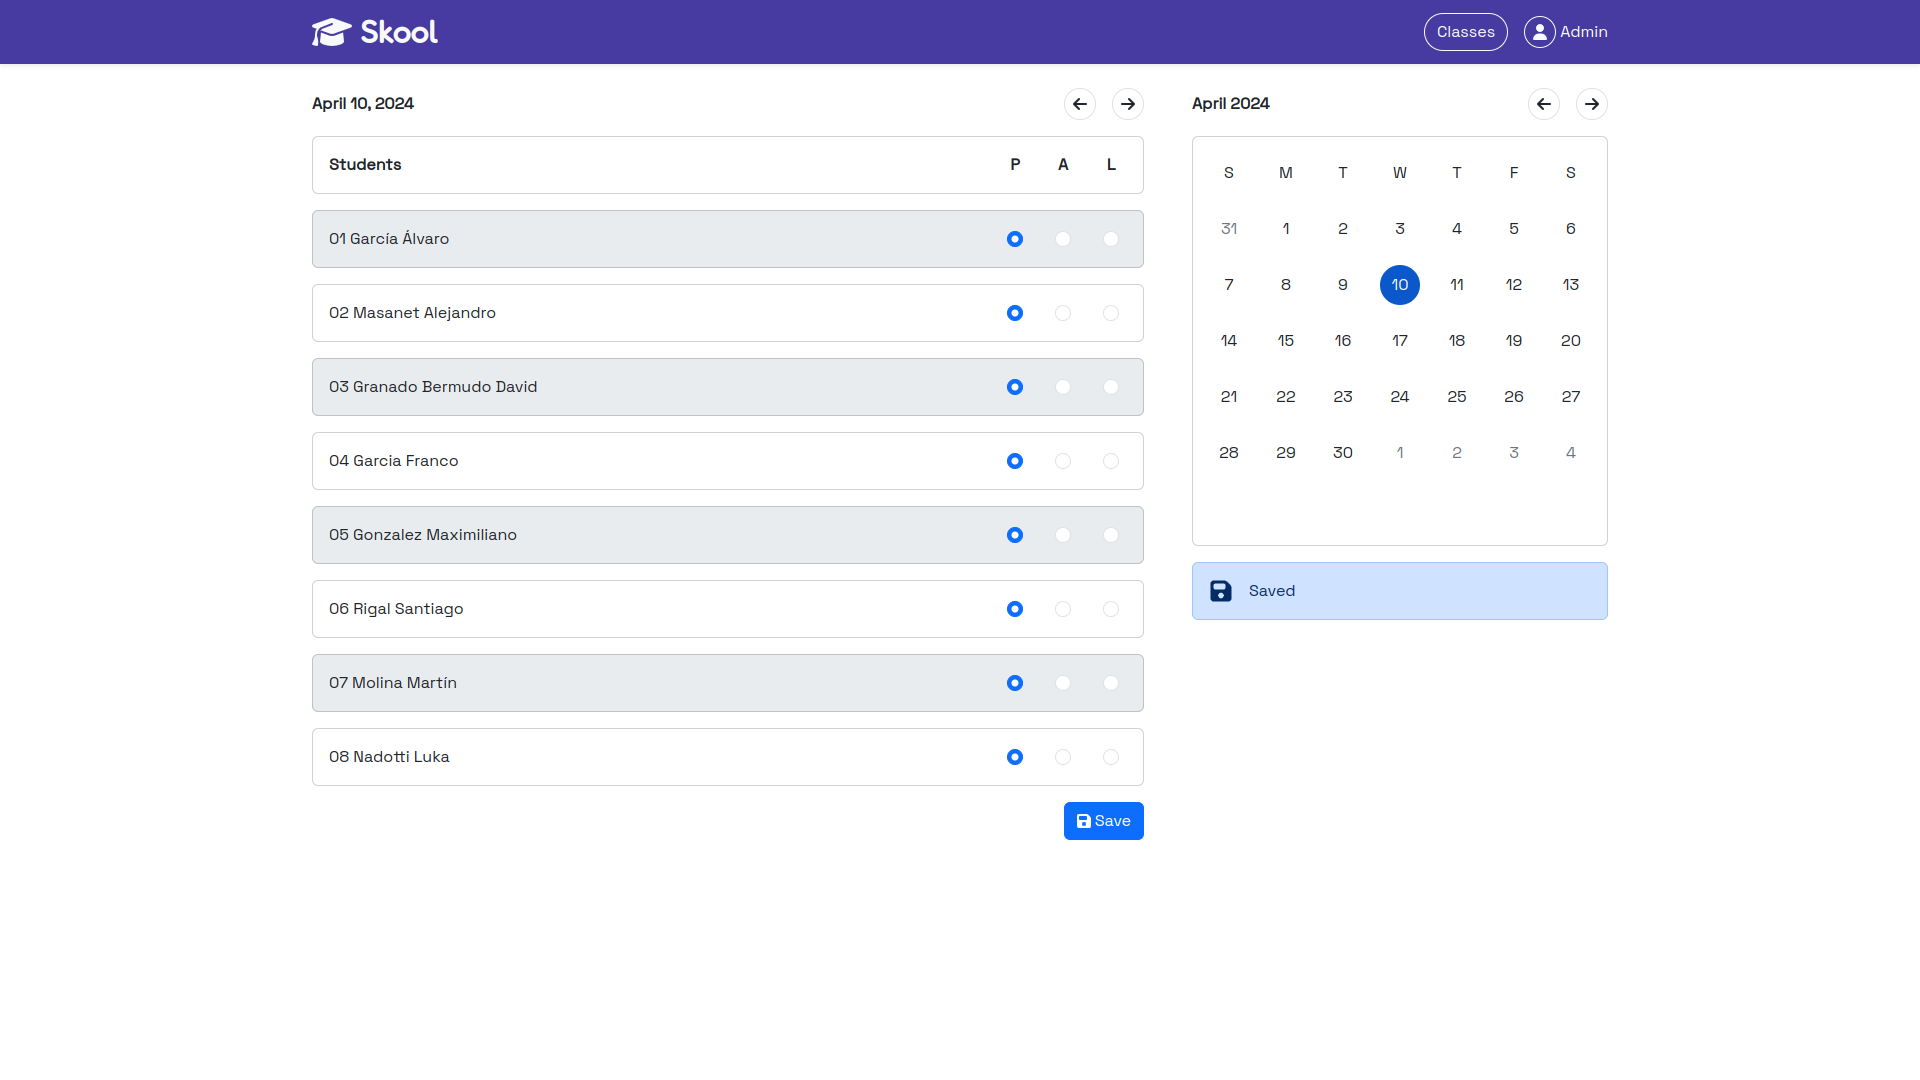 Skool
Classes
Admin
April 10, 2024
Students P A L
01 García Álvaro
02 Masanet Alejandro
03 Granado Bermudo David
04 Garcia Franco
05 Gonzalez Maximiliano
06 Rigal Santiago
07 Molina Martín
08 Nadotti Luka
Save
April 2024
S M T W T F S
31 1 2 3 4 5 6
7 8 9 10 11 12 13
14 15 16 17 18 19 20
21 22 23 24 25 26 27
28 29 30 1 2 3 4
Saved